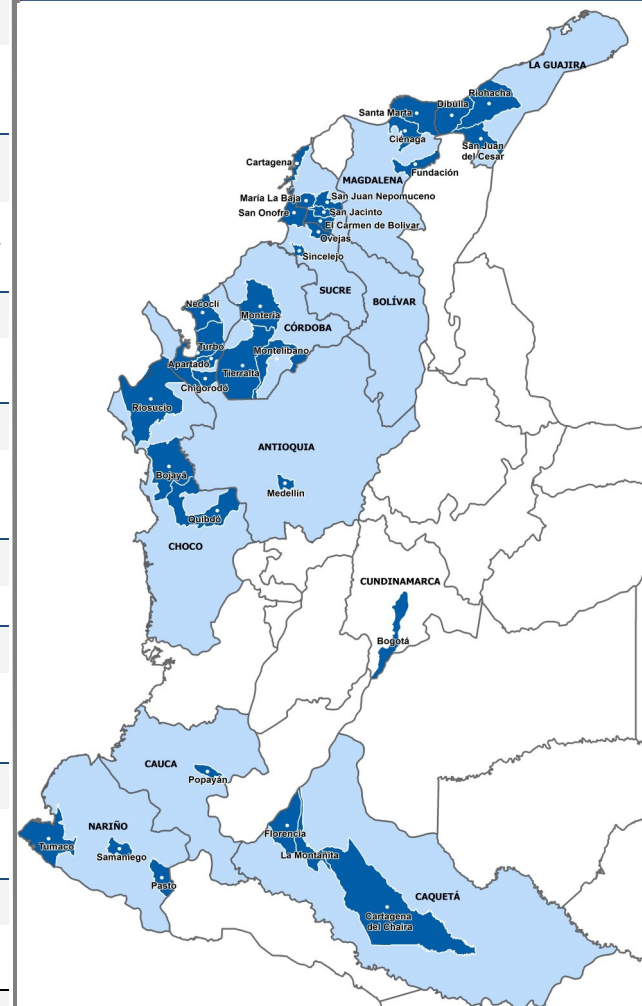 LA GUAJIRA
Riohacha
Dibulla
Santa Marta
Ciénaga
San Juan
del Cesar
Cartagena
Fundación
MAGDALENA
María La Baja
San Juan Nepomuceno
San Onofre
San Jacinto
El Carmen de Bolivar
Ovejas
Sincelejo
SUCRE
BOLÍVAR
Necoclí
Montería
CÓRDOBA
Turbo
Montelibano
Apartadó
Tierralta
Chigorodó
Riosucio
ANTIOQUIA
Bojayá
Medellín
Quibdó
CHOCO
CUNDINAMARCA
Bogotá
CAUCA
Popayán
NARIÑO
Florencia
Tumaco
Samaniego
La Montañita
Pasto
CAQUETÁ
Cartagena
del Chaira